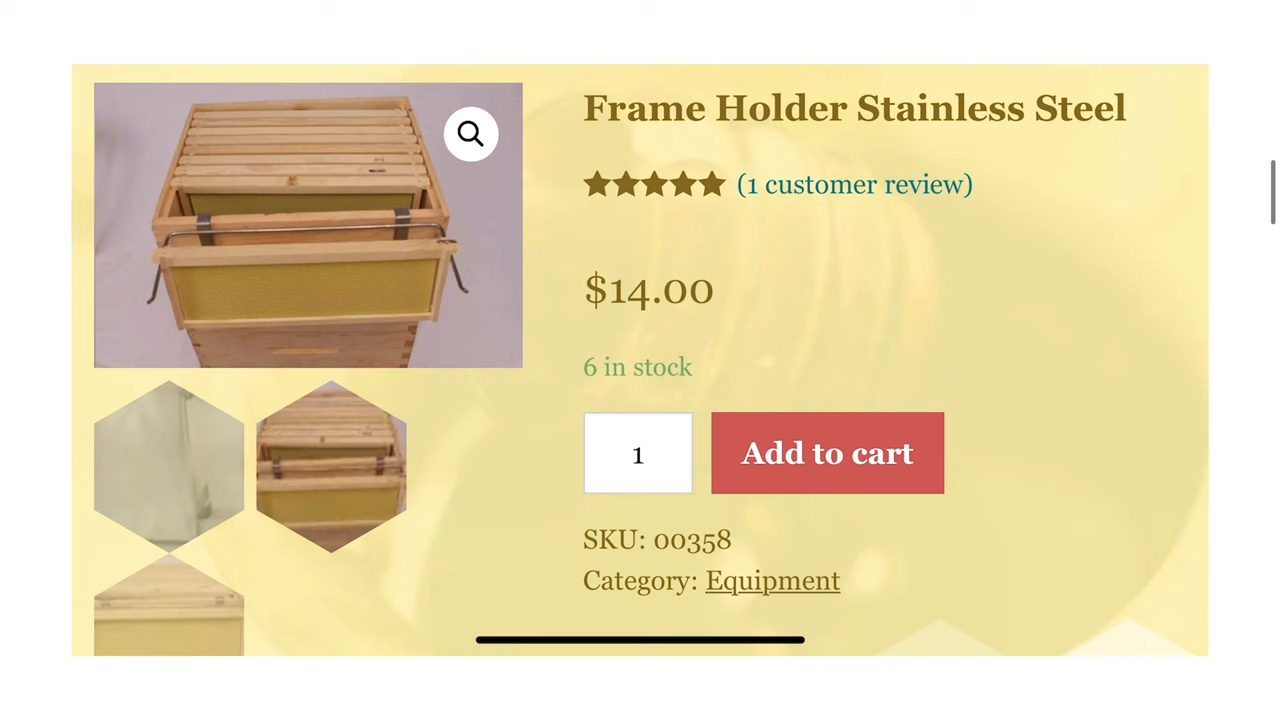 Frame Holder Stainless Steel
(1 customer review)
$14.00
6 in stock
1
Add to cart
SKU: 00358
Category: Equipment